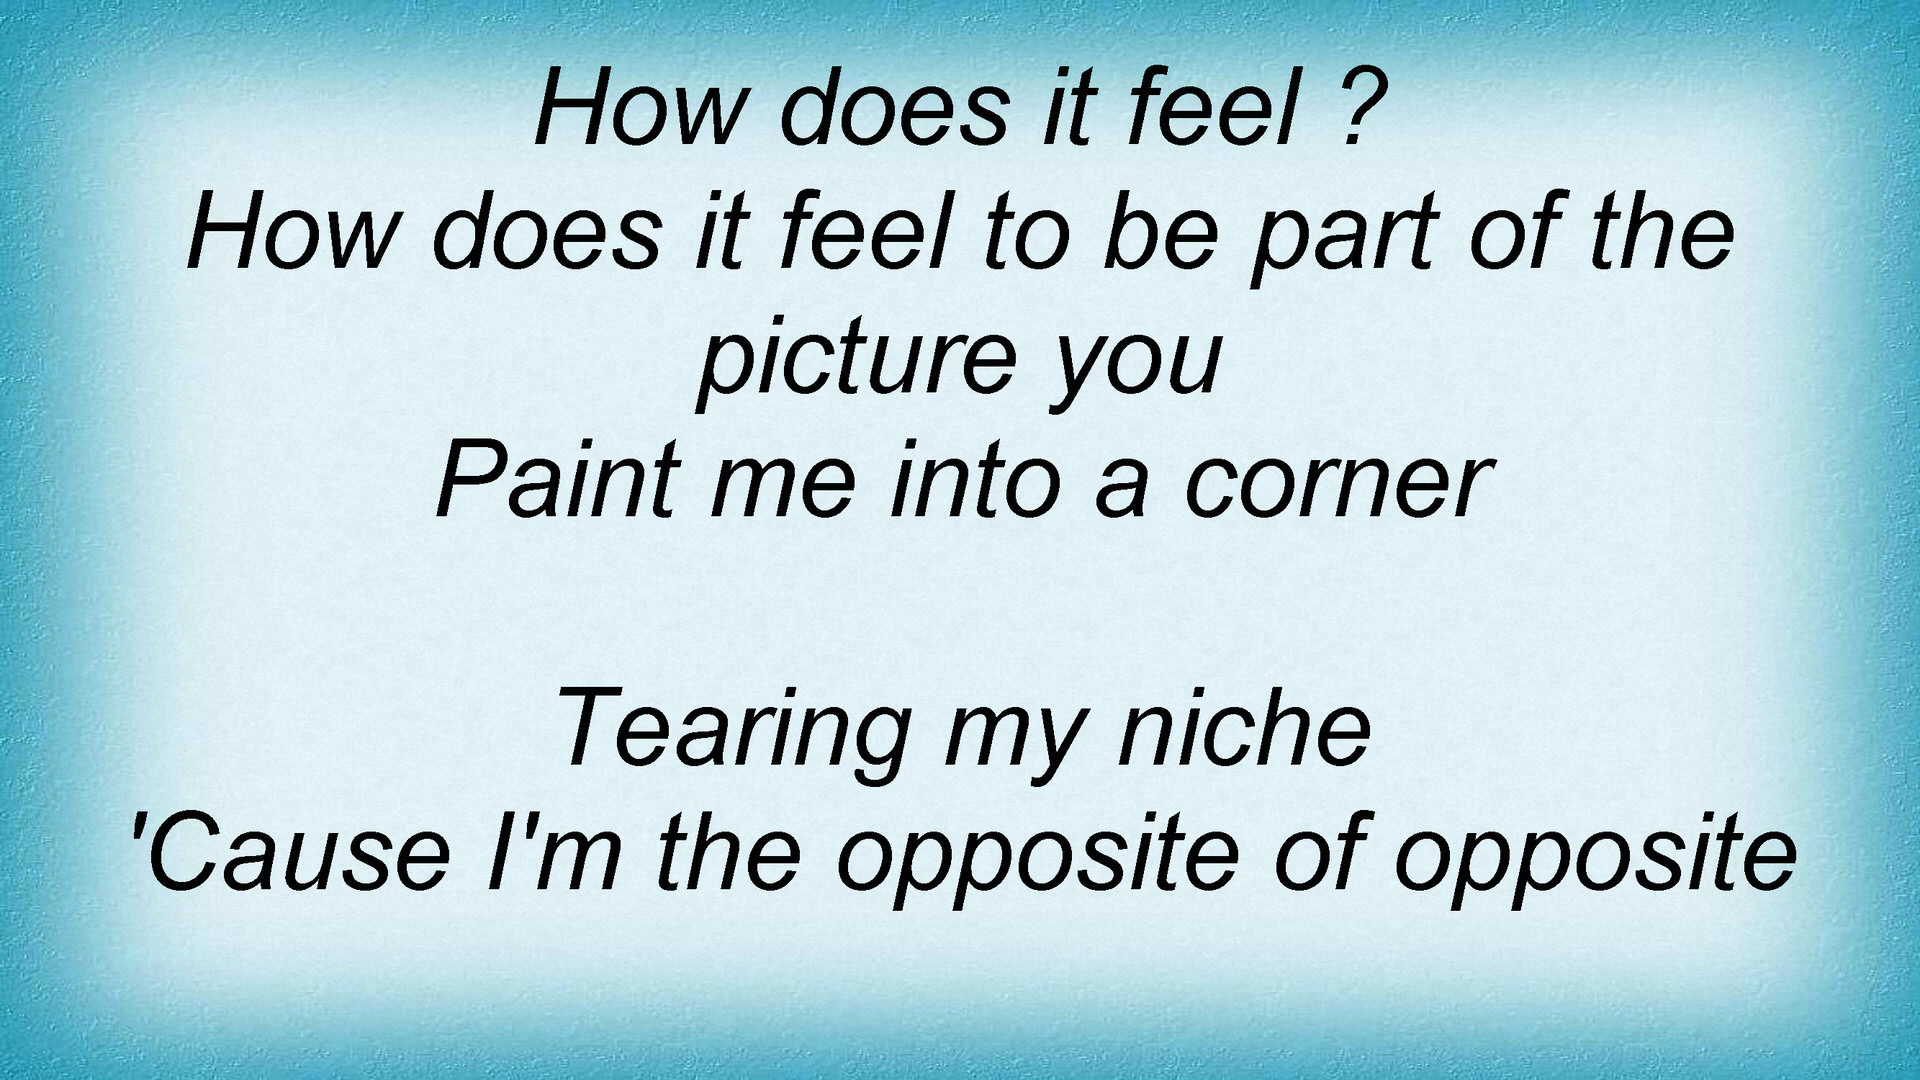 How does it feel ?
How does it feel to be part of the
picture you
Paint me into a corner
Tearing my niche
'Cause I'm the opposite of opposite